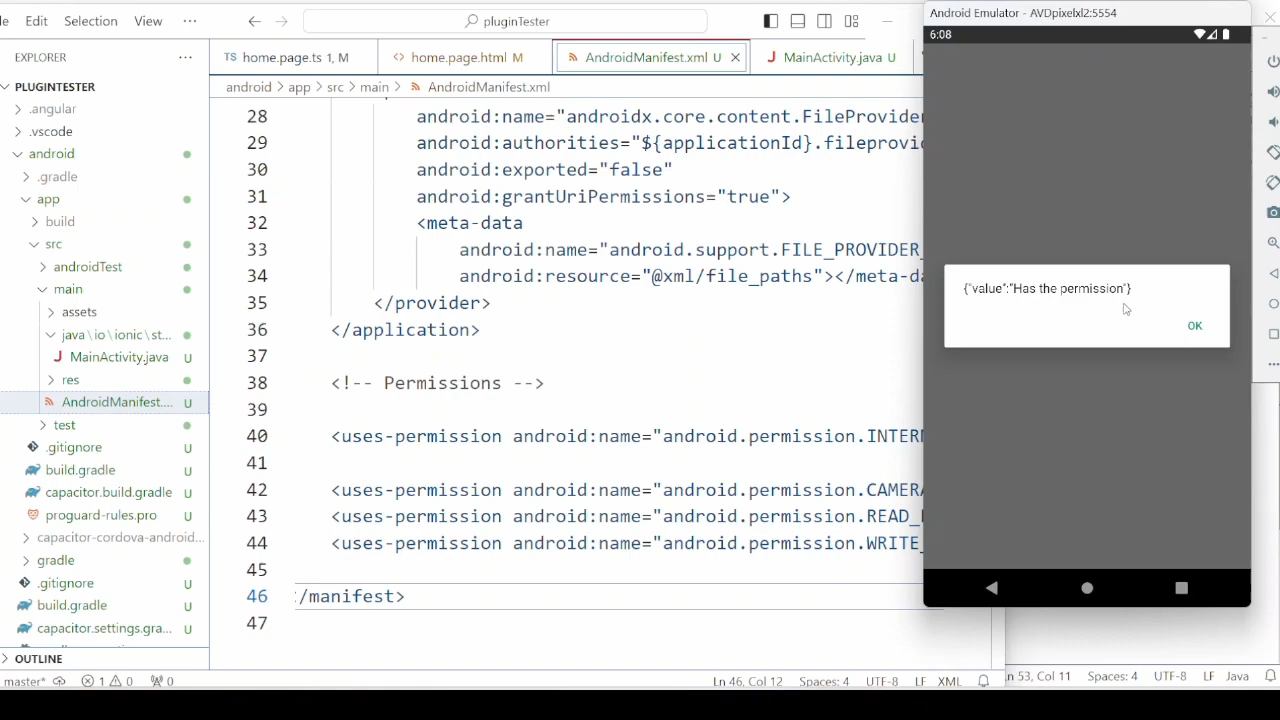 Edit Selection View ···
pluginTester
EXPLORER ···
PLUGINTESTER
.angular
.vscode
android
.gradle
app
build
src
androidTest
main
assets
java\io\ionic\st...
MainActivity.java U
res
AndroidManifest.... U
test
.gitignore U
build.gradle U
capacitor.build.gradle U
proguard-rules.pro U
capacitor-cordova-android...
gradle
.gitignore U
build.gradle U
capacitor.settings.gra... U
OUTLINE
TS home.page.ts 1, M
<> home.page.html M
AndroidManifest.xml U
J MainActivity.java U
android > app > src > main > AndroidManifest.xml
28 android:name="androidx.core.content.FileProvider
29 android:authorities="${applicationId}.fileprovi
30 android:exported="false"
31 android:grantUriPermissions="true">
32 <meta-data
33 android:name="android.support.FILE_PROVIDER_
34 android:resource="@xml/file_paths"></meta-da
35 </provider>
36 </application>
37
38 <!-- Permissions -->
39
40 <uses-permission android:name="android.permission.INTERN
41
42 <uses-permission android:name="android.permission.CAMERA
43 <uses-permission android:name="android.permission.READ_
44 <uses-permission android:name="android.permission.WRITE_
45
46 /manifest>
47
Android Emulator - AVDpixelxl2:5554
6:08
{"value":"Has the permission"}
OK
master* 1 0 0
Ln 46, Col 12 Spaces: 4 UTF-8 LF XML
Ln 53, Col 11 Spaces: 4 UTF-8 LF Java